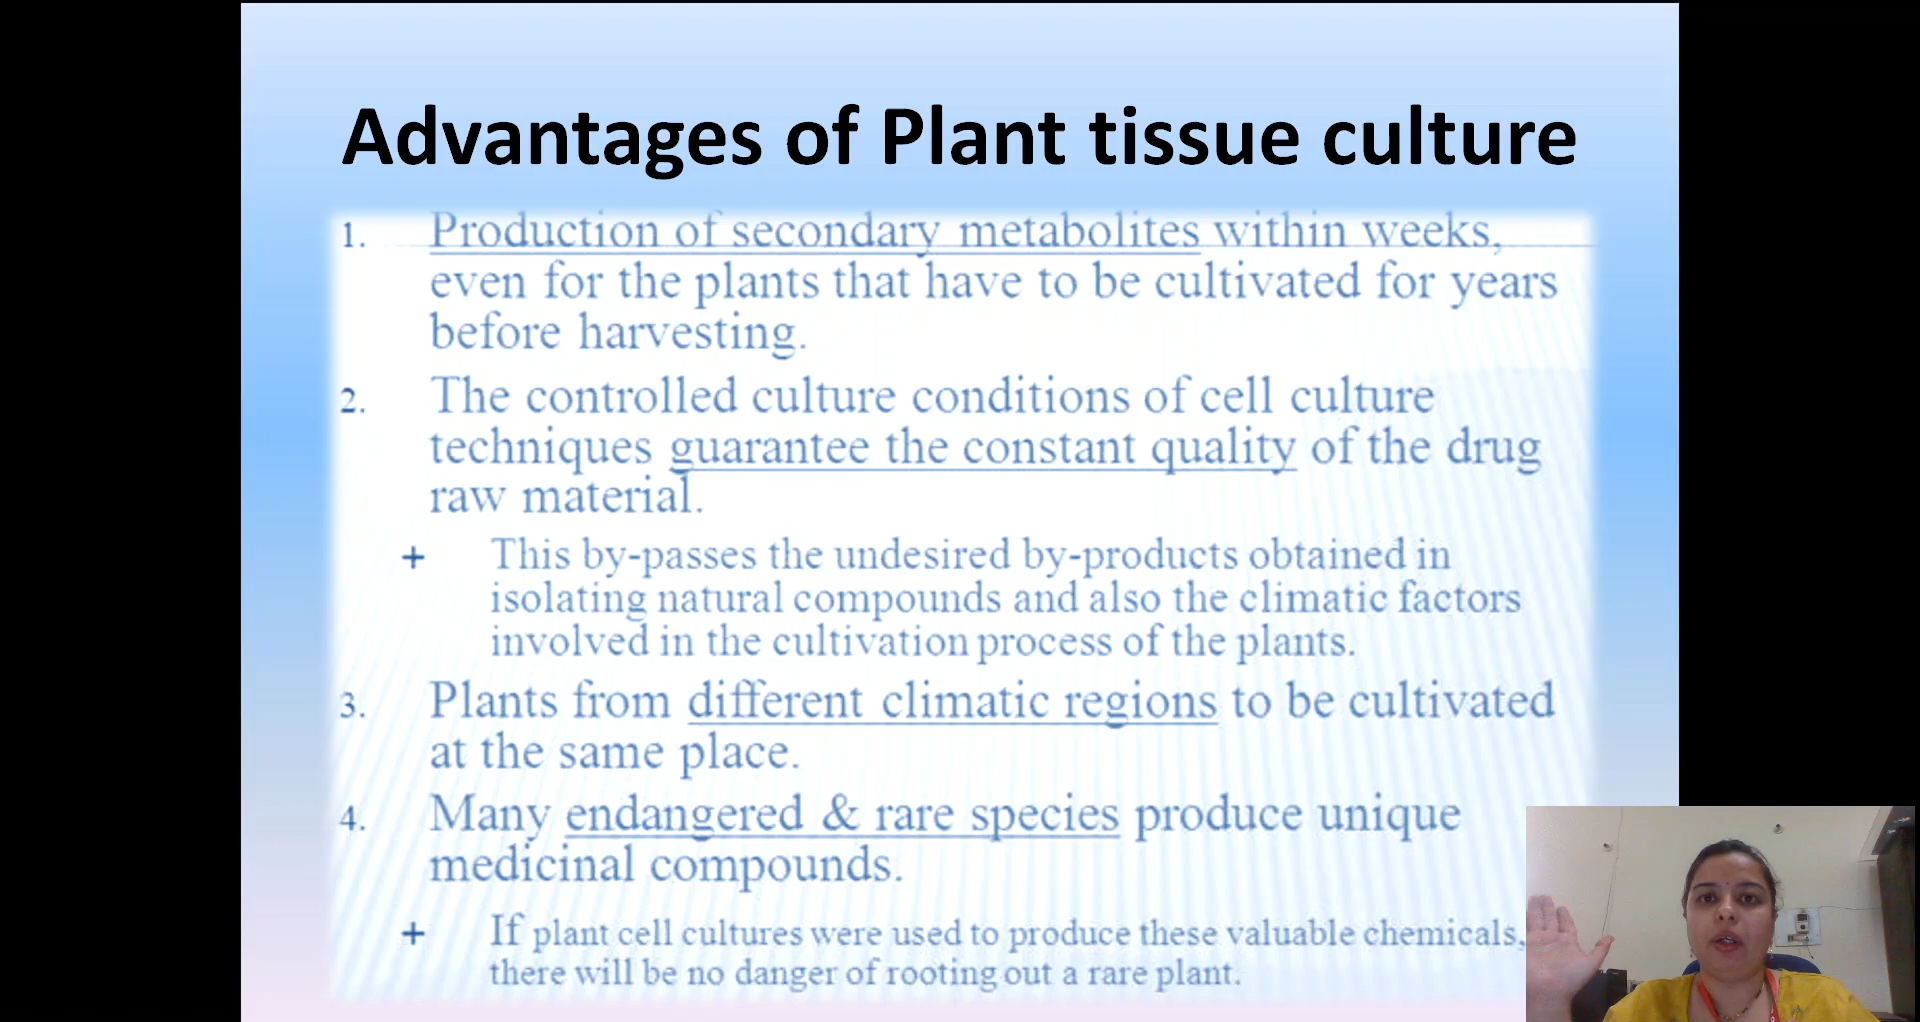 Advantages of Plant tissue culture
1. Production of secondary metabolites within weeks,
even for the plants that have to be cultivated for years
before harvesting.
2. The controlled culture conditions of cell culture
techniques guarantee the constant quality of the drug
raw material.
+ This by-passes the undesired by-products obtained in
isolating natural compounds and also the climatic factors
involved in the cultivation process of the plants.
3. Plants from different climatic regions to be cultivated
at the same place.
4. Many endangered & rare species produce unique
medicinal compounds.
+ If plant cell cultures were used to produce these valuable chemicals,
there will be no danger of rooting out a rare plant.